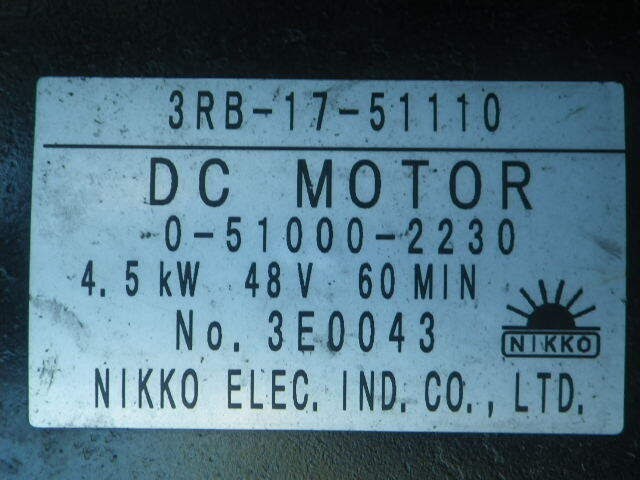 3RB-17-51110
DC MOTOR
0-51000-2230
4.5kW 48V 60MIN
No. 3E0043
NIKKO
NIKKO ELEC. IND. CO., LTD.